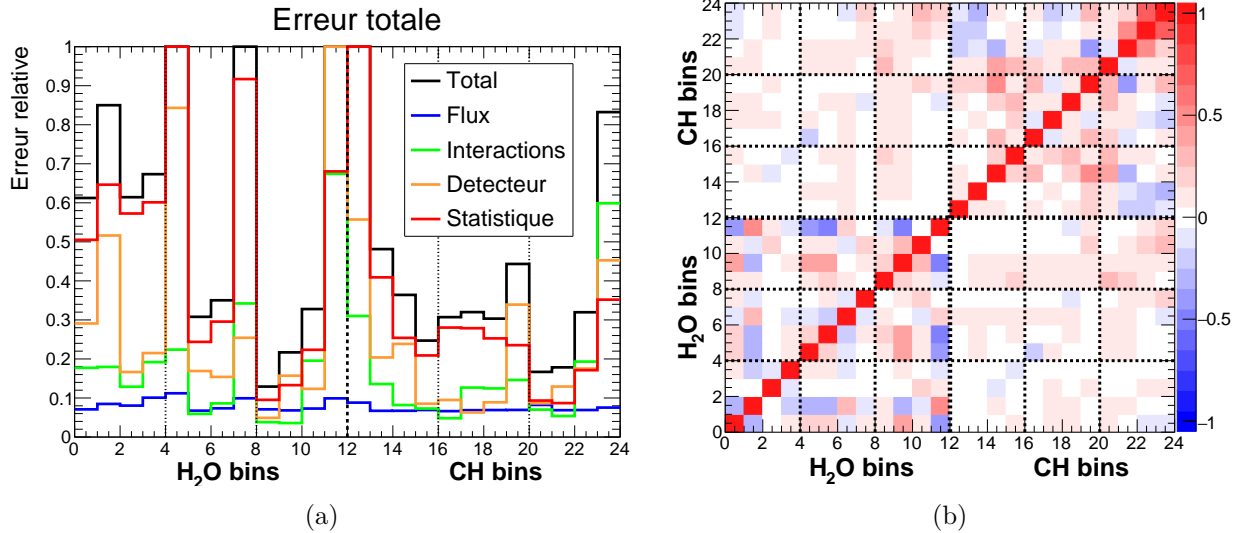 Erreur totale
Erreur relative
1
0.9
0.8
0.7
0.6
0.5
0.4
0.3
0.2
0.1
0
Total
Flux
Interactions
Detecteur
Statistique
0 2 4 6 8 10 12 14 16 18 20 22 24
H₂O bins CH bins
(a)
24
22
20
18
16
14
12
10
8
6
4
2
0
CH bins
H₂O bins
0 2 4 6 8 10 12 14 16 18 20 22 24
H₂O bins CH bins
1
0.5
0
−0.5
−1
(b)